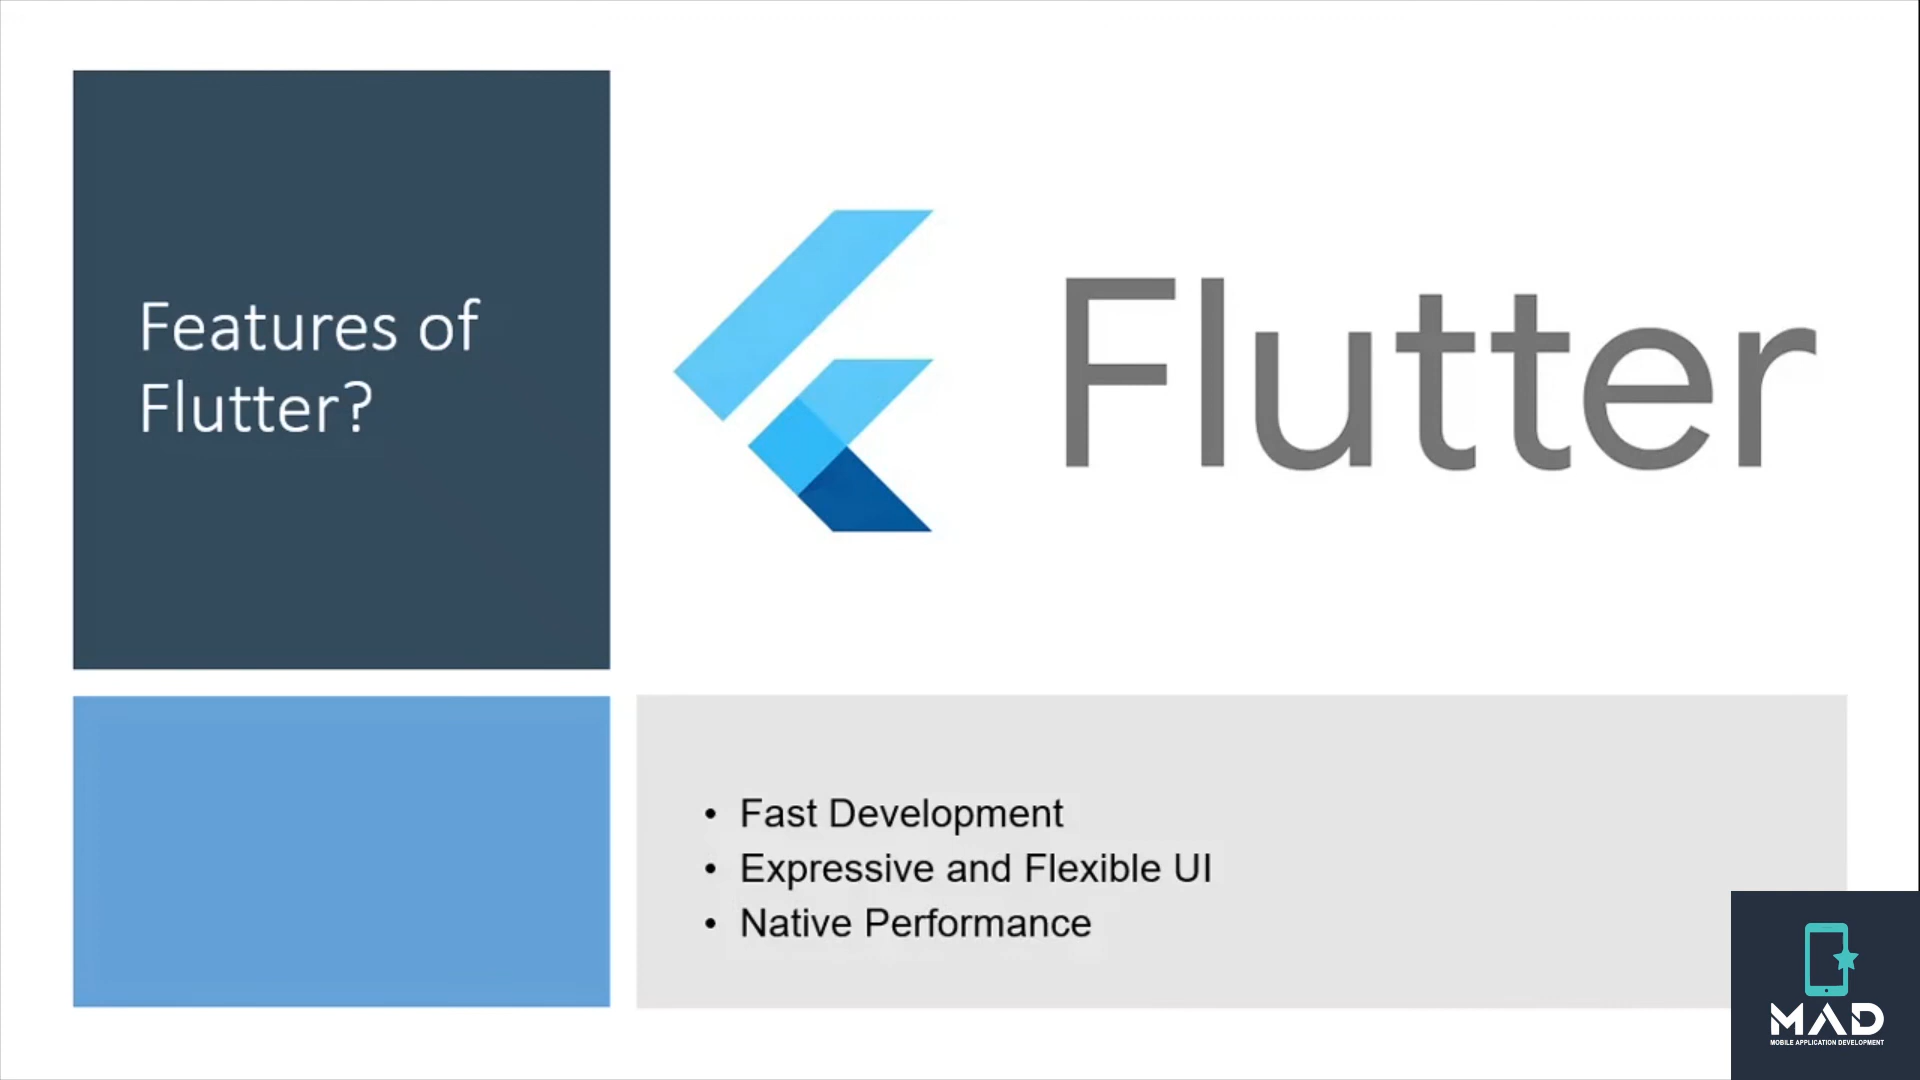 Features of
Flutter?
Flutter
• Fast Development
• Expressive and Flexible UI
• Native Performance
MAD
MOBILE APPLICATION DEVELOPMENT